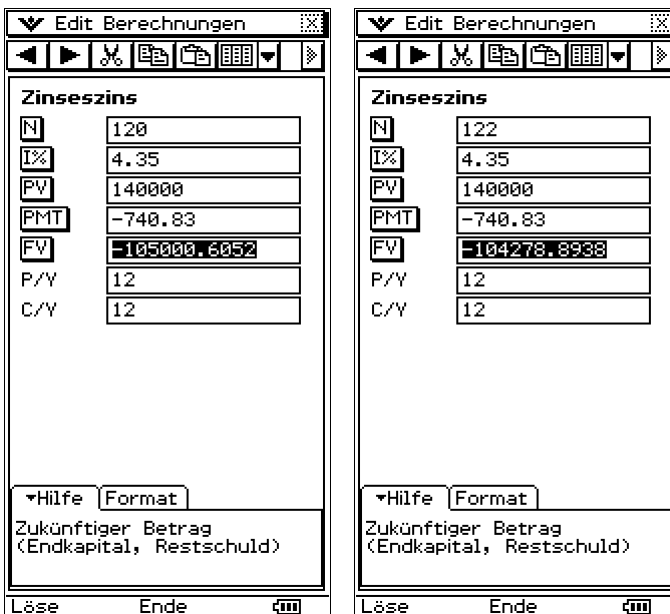 Edit Berechnungen
Zinseszins
N 120
I% 4.35
PV 140000
PMT -740.83
FV -105000.6052
P/Y 12
C/Y 12
Hilfe Format
Zukünftiger Betrag
(Endkapital, Restschuld)
Löse Ende
Edit Berechnungen
Zinseszins
N 122
I% 4.35
PV 140000
PMT -740.83
FV -104278.8938
P/Y 12
C/Y 12
Hilfe Format
Zukünftiger Betrag
(Endkapital, Restschuld)
Löse Ende